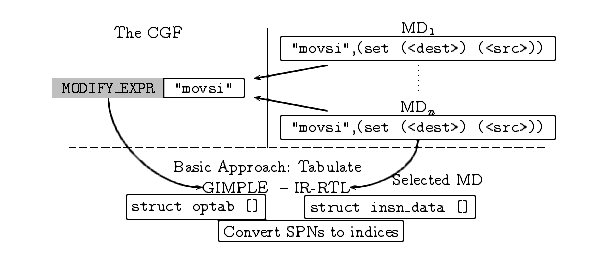 The CGF
MD1
"movsi",(set (<dest>) (<src>))
MODIFY_EXPR "movsi"
MDn
"movsi",(set (<dest>) (<src>))
Basic Approach: Tabulate
Selected MD
GIMPLE – IR-RTL
struct optab []
struct insn_data []
Convert SPNs to indices